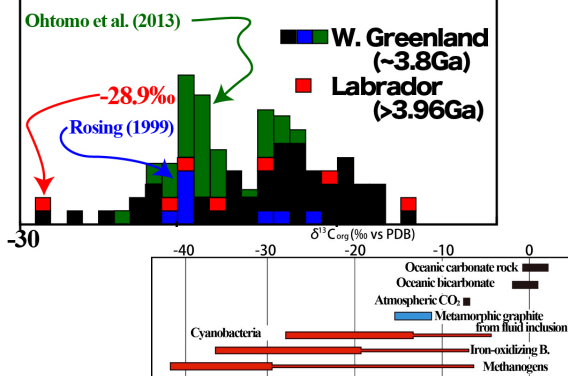 Ohtomo et al. (2013)
W. Greenland
(~3.8Ga)
Labrador
(>3.96Ga)
-28.9‰
Rosing (1999)
-30
δ13Corg (‰ vs PDB)
-40 -30 -20 -10 0
Oceanic carbonate rock
Oceanic bicarbonate
Atmospheric CO2
Metamorphic graphite
from fluid inclusion
Cyanobacteria
Iron-oxidizing B.
Methanogens